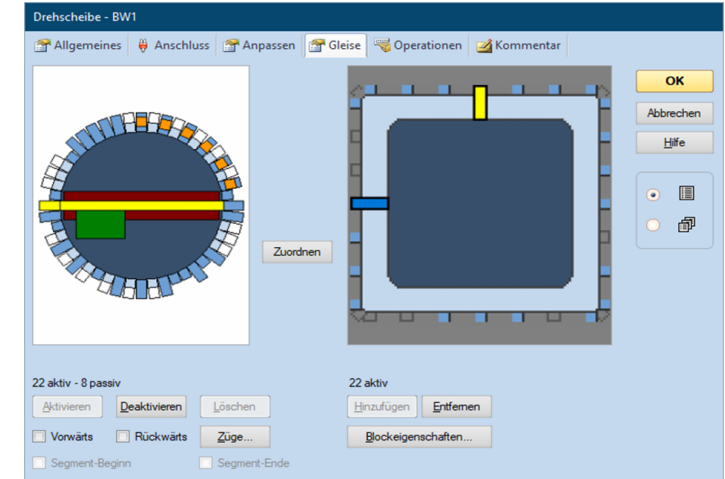 Drehscheibe - BW1
Allgemeines Anschluss Anpassen Gleise Operationen Kommentar
OK
Abbrechen
Hilfe
Zuordnen
22 aktiv - 8 passiv
22 aktiv
Aktivieren Deaktivieren Löschen
Hinzufügen Entfernen
Vorwärts Rückwärts Züge...
Blockeigenschaften...
Segment-Beginn Segment-Ende